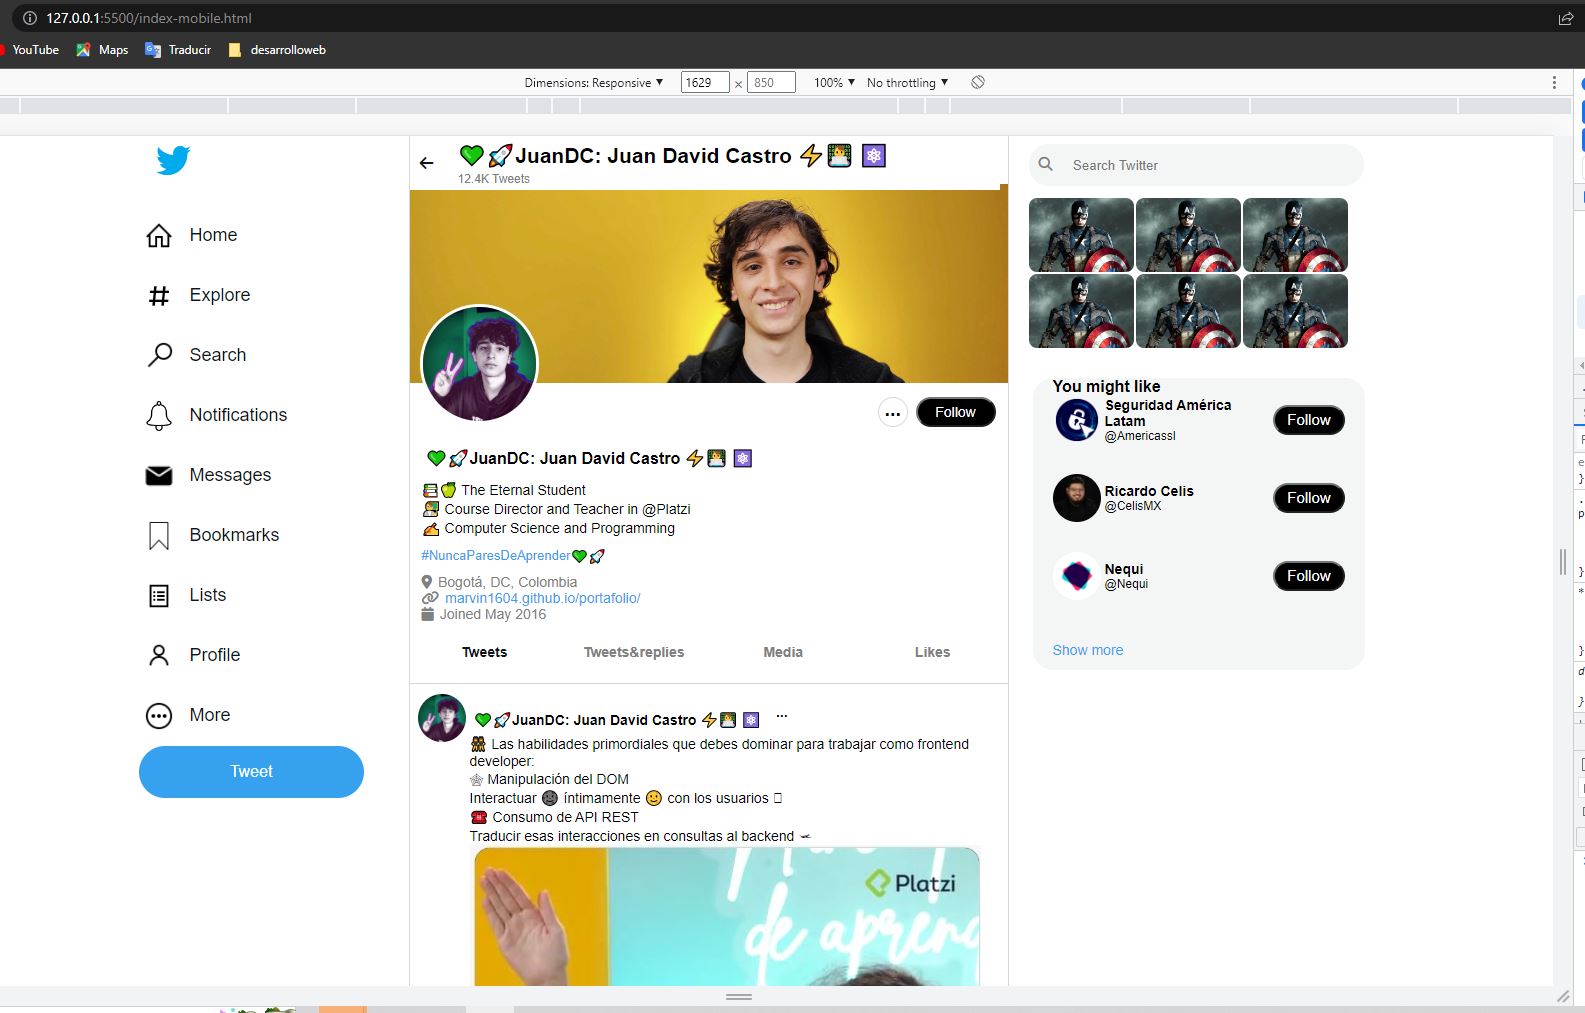 127.0.0.1:5500/index-mobile.html
YouTube Maps Traducir desarrolloweb
Dimensions: Responsive ▼ 1629 × 850 100% ▼ No throttling ▼
💚🚀JuanDC: Juan David Castro ⚡👨‍💻 ⚛
12.4K Tweets
Search Twitter
Home
Explore
Search
Notifications
Messages
Bookmarks
Lists
Profile
More
Tweet
... Follow
💚🚀JuanDC: Juan David Castro ⚡👨‍💻 ⚛
📚🍏 The Eternal Student
👨‍🏫 Course Director and Teacher in @Platzi
✍ Computer Science and Programming
#NuncaParesDeAprender💚🚀
Bogotá, DC, Colombia
marvin1604.github.io/portafolio/
Joined May 2016
Tweets Tweets&replies Media Likes
💚🚀JuanDC: Juan David Castro ⚡👨‍💻 ⚛ ...
Las habilidades primordiales que debes dominar para trabajar como frontend
developer:
🕸 Manipulación del DOM
Interactuar 🌚 íntimamente 🙂 con los usuarios
☎ Consumo de API REST
Traducir esas interacciones en consultas al backend
Platzi
de apren
You might like
Seguridad América
Latam
@Americassl
Follow
Ricardo Celis
@CelisMX
Follow
Nequi
@Nequi
Follow
Show more